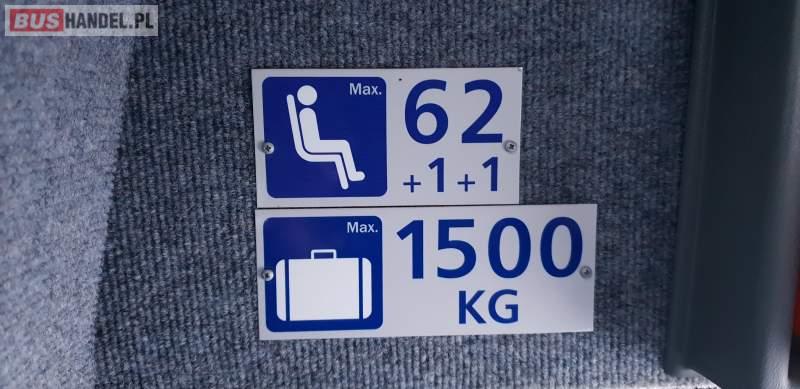 BUSHANDEL.PL
Max.
62
+1+1
Max.
1500
KG